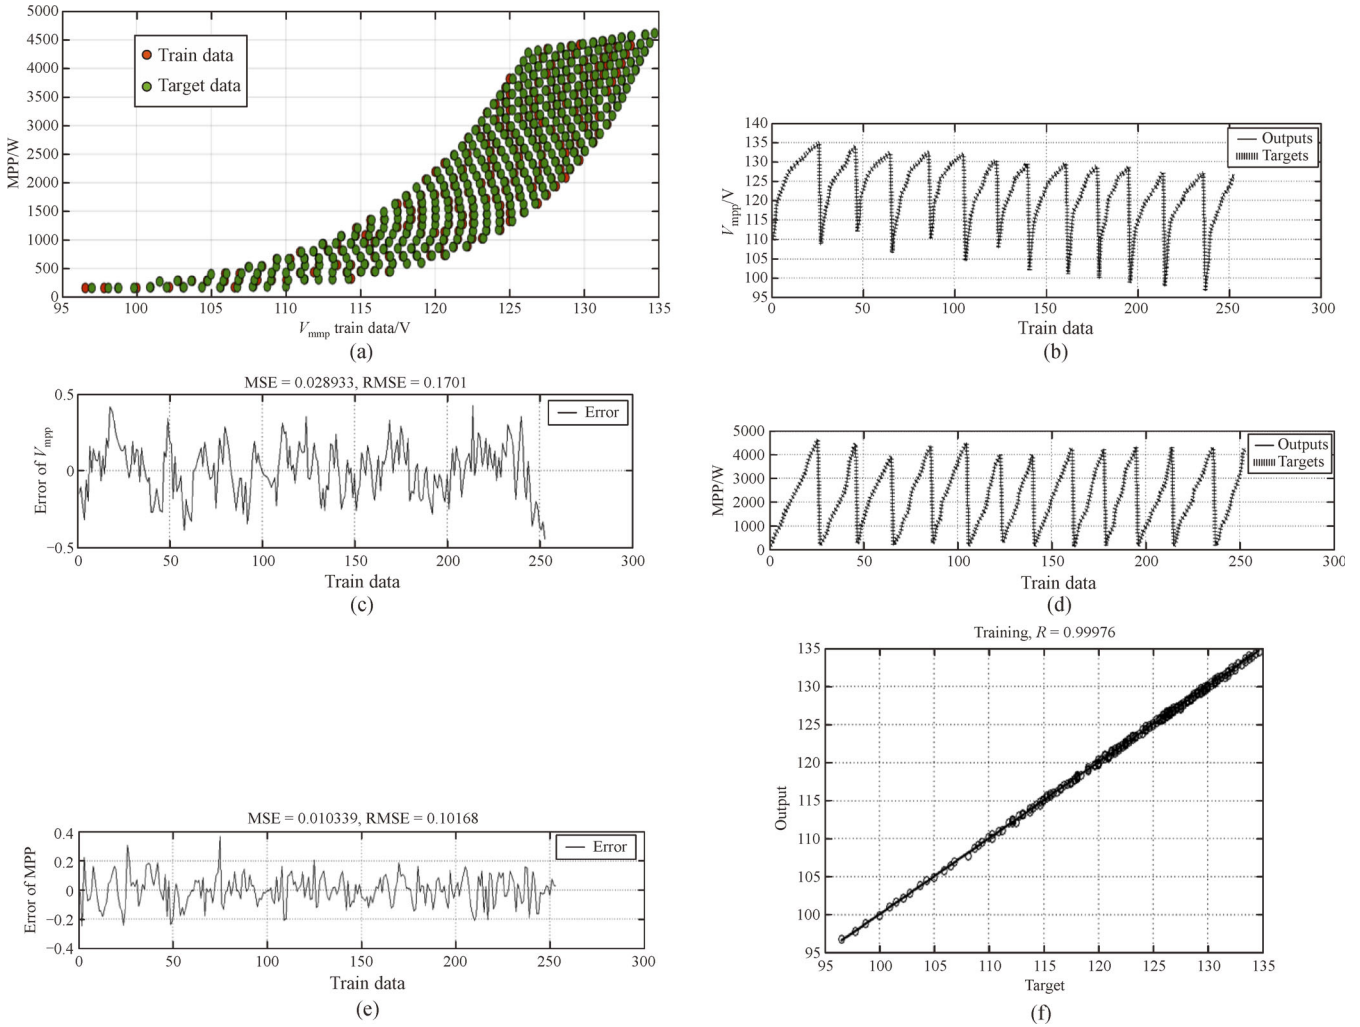 5000
4500
4000
3500
3000
2500
2000
1500
1000
500
0
MPP/W
Train data
Target data
95 100 105 110 115 120 125 130 135
Vmmp train data/V
(a)
140
135
130
125
120
115
110
105
100
95
Vmpp/V
Outputs
Targets
0 50 100 150 200 250 300
Train data
(b)
MSE = 0.028933, RMSE = 0.1701
0.5
0
−0.5
Error of Vmpp
Error
0 50 100 150 200 250 300
Train data
(c)
5000
4000
3000
2000
1000
0
MPP/W
Outputs
Targets
0 50 100 150 200 250 300
Train data
(d)
MSE = 0.010339, RMSE = 0.10168
0.4
0.2
0
−0.2
−0.4
Error of MPP
Error
0 50 100 150 200 250 300
Train data
(e)
Training, R = 0.99976
135
130
125
120
115
110
105
100
95
Output
95 100 105 110 115 120 125 130 135
Target
(f)